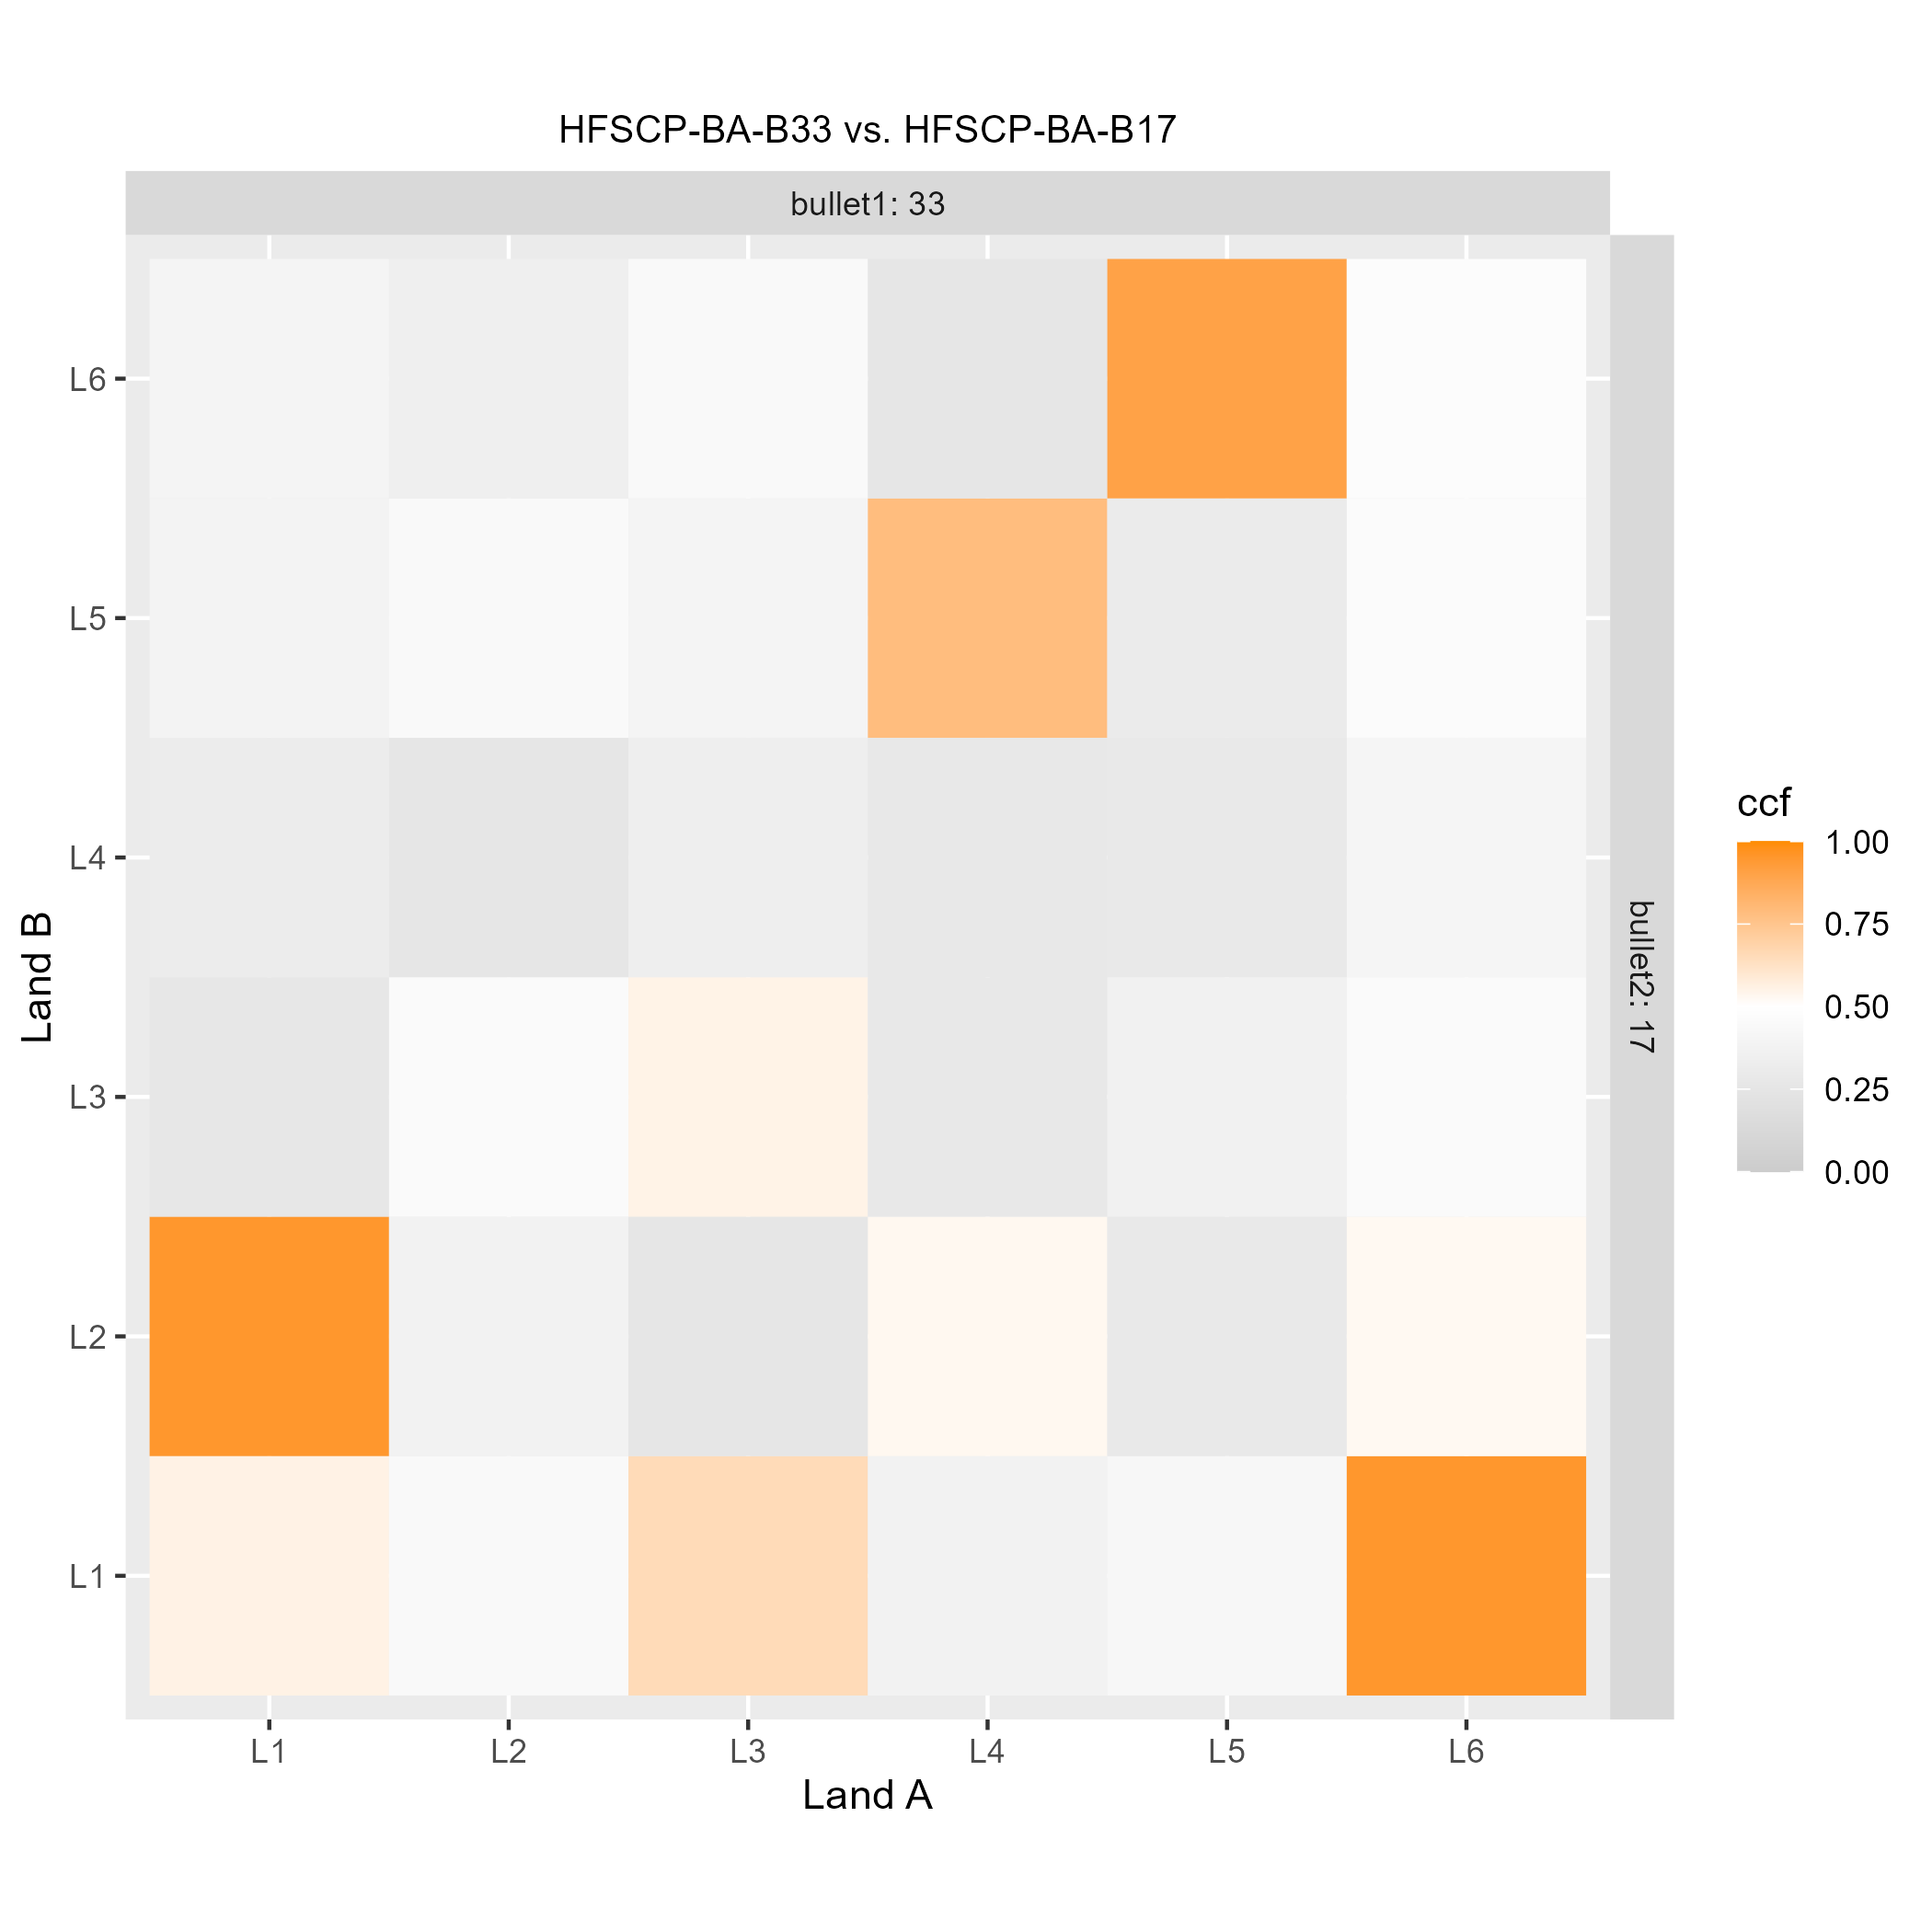 HFSCP-BA-B33 vs. HFSCP-BA-B17
bullet1: 33
L6
L5
L4
L3
L2
L1
Land B
bullet2: 17
L1 L2 L3 L4 L5 L6
Land A
ccf
1.00
0.75
0.50
0.25
0.00